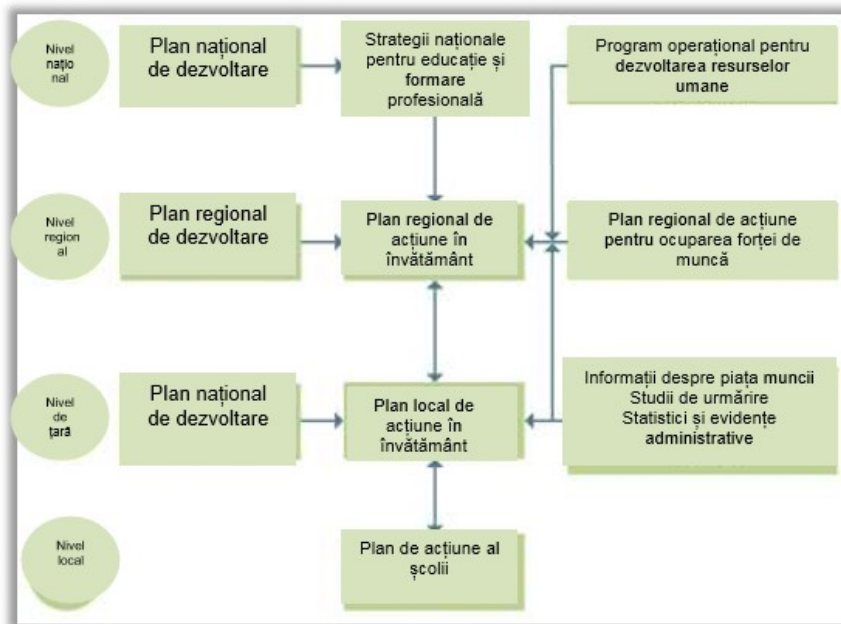 Nivel
națio
nal
Plan național
de dezvoltare
Strategii naționale
pentru educație și
formare
profesională
Program operațional pentru
dezvoltarea resurselor
umane
Nivel
region
al
Plan regional
de dezvoltare
Plan regional de
acțiune în
învătământ
Plan regional de acțiune
pentru ocuparea forței de
muncă
Nivel
de
țară
Plan național
de dezvoltare
Plan local de
acțiune în
învătământ
Informații despre piața muncii
Studii de urmărire
Statistici și evidențe
administrative
Nivel
local
Plan de acțiune al
școlii